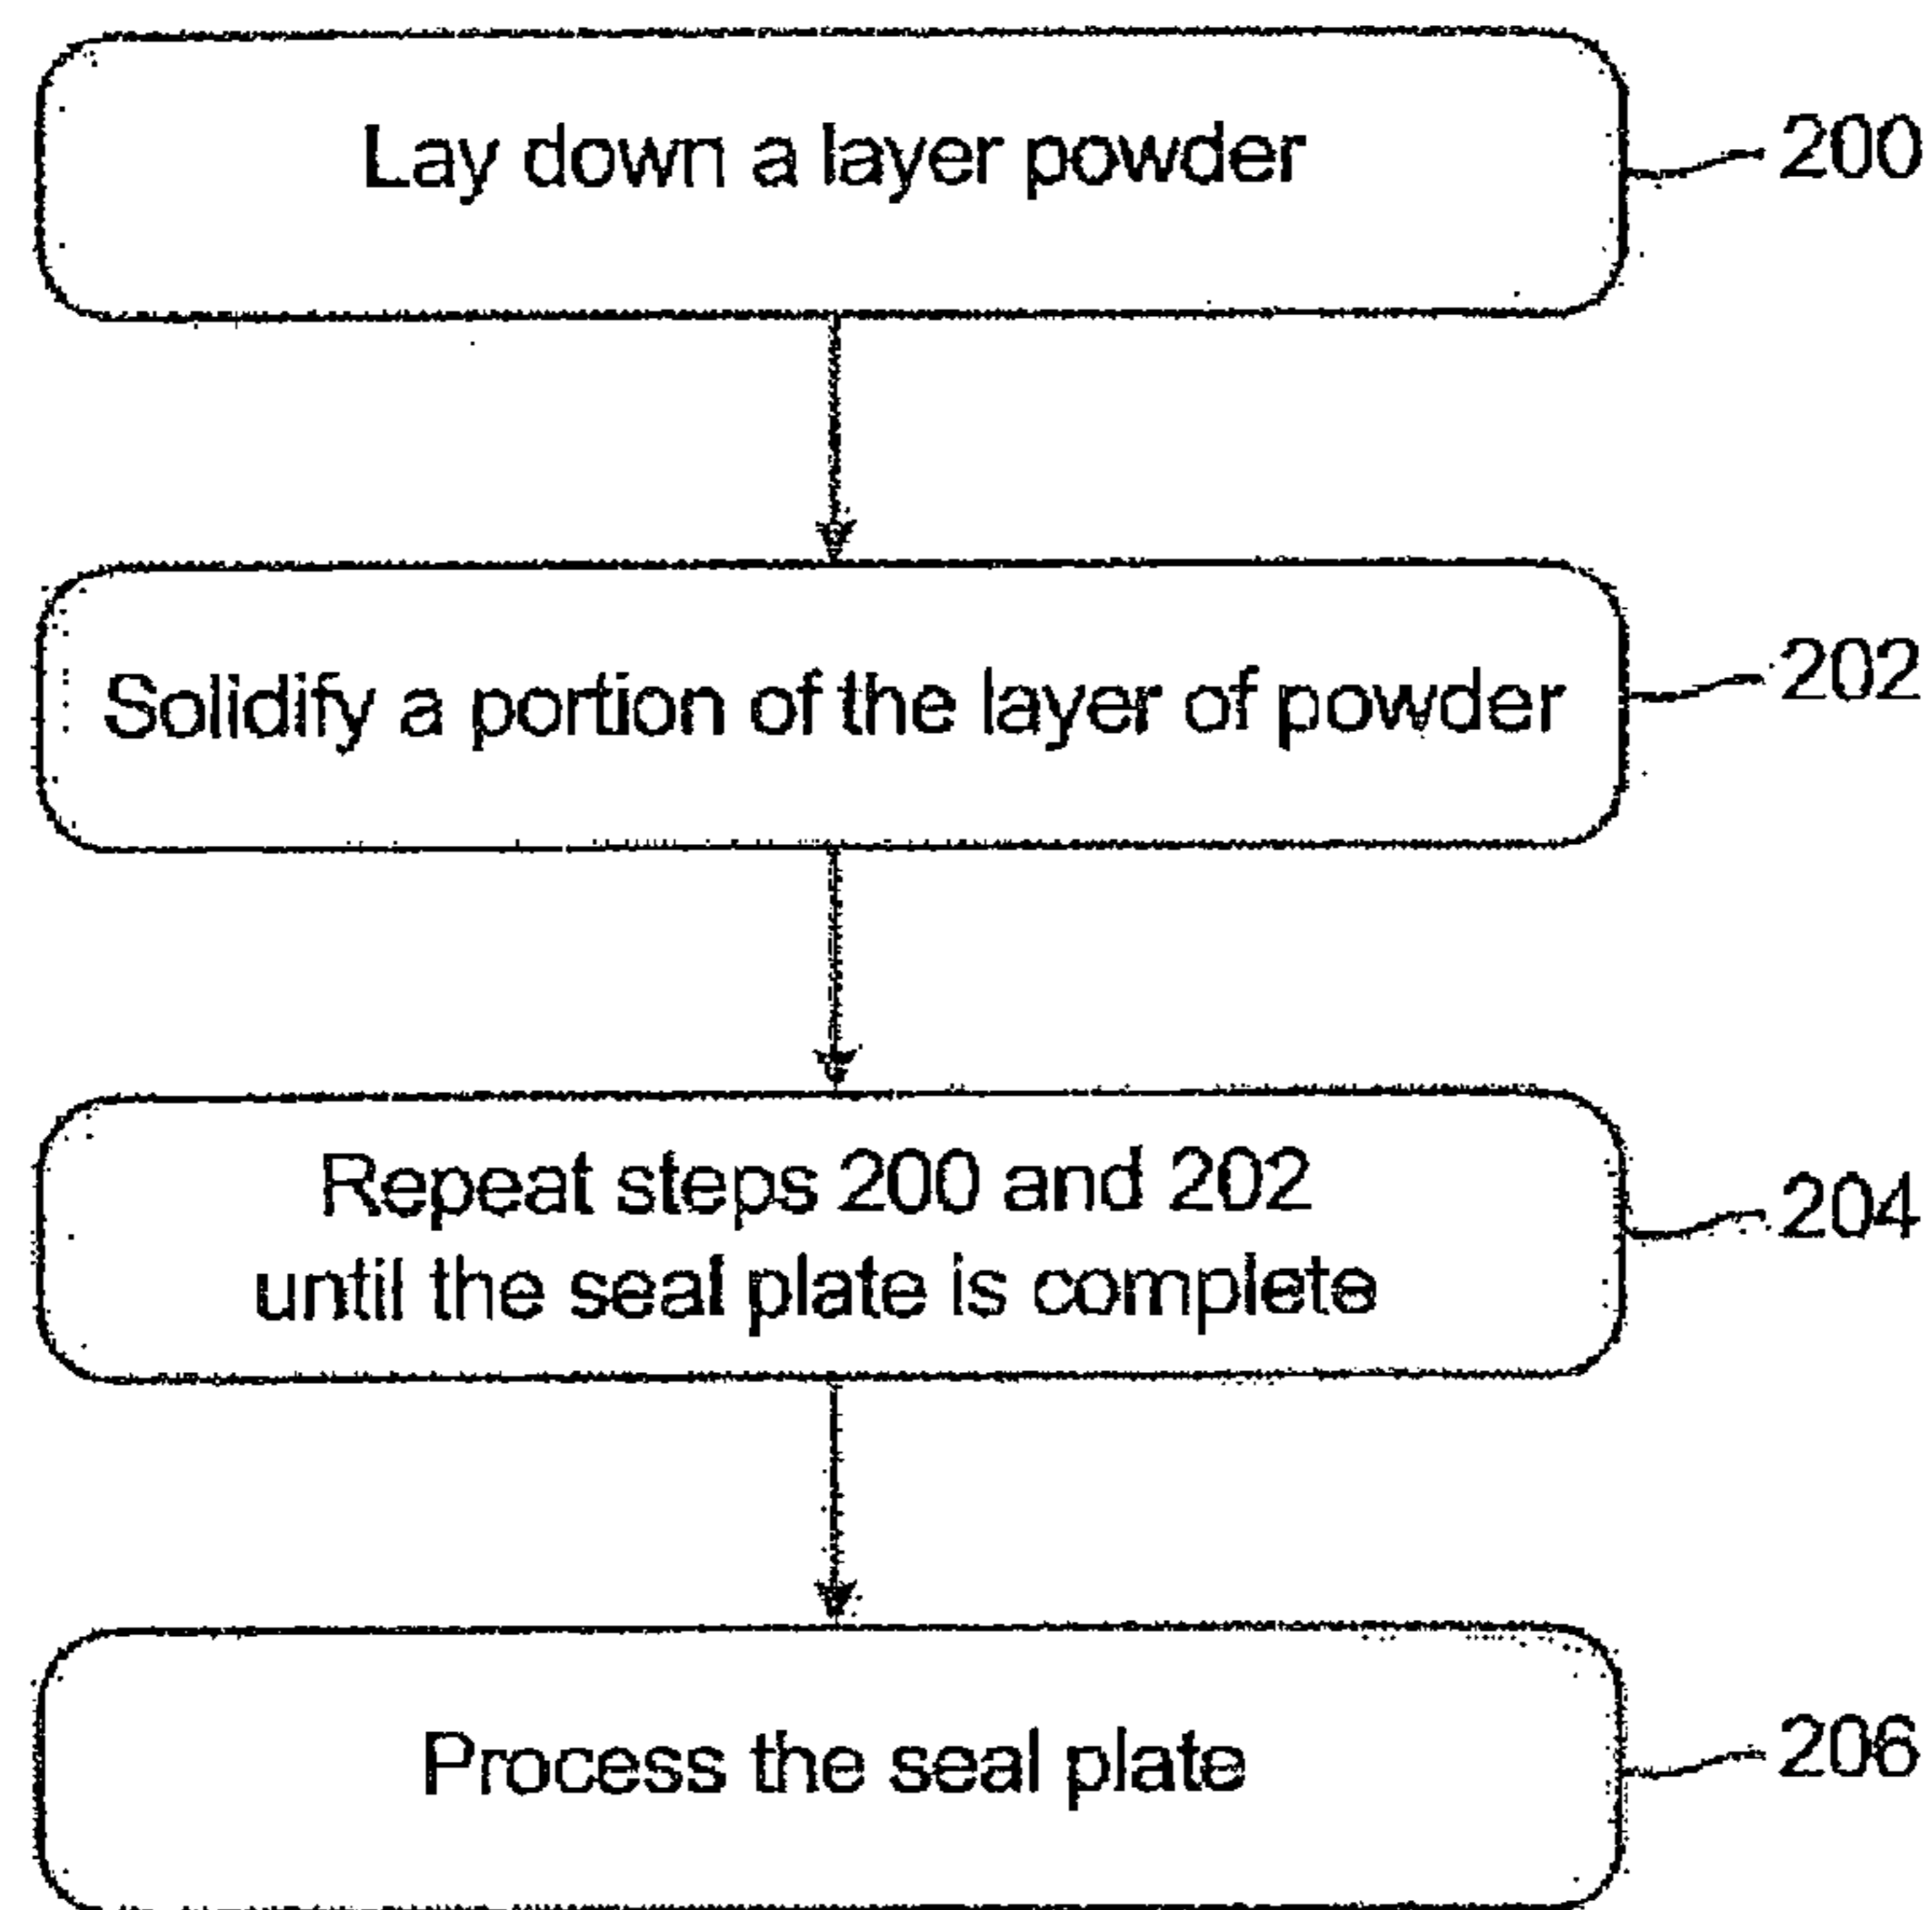 Lay down a layer powder
200
Solidify a portion of the layer of powder
202
Repeat steps 200 and 202
until the seal plate is complete
204
Process the seal plate
206